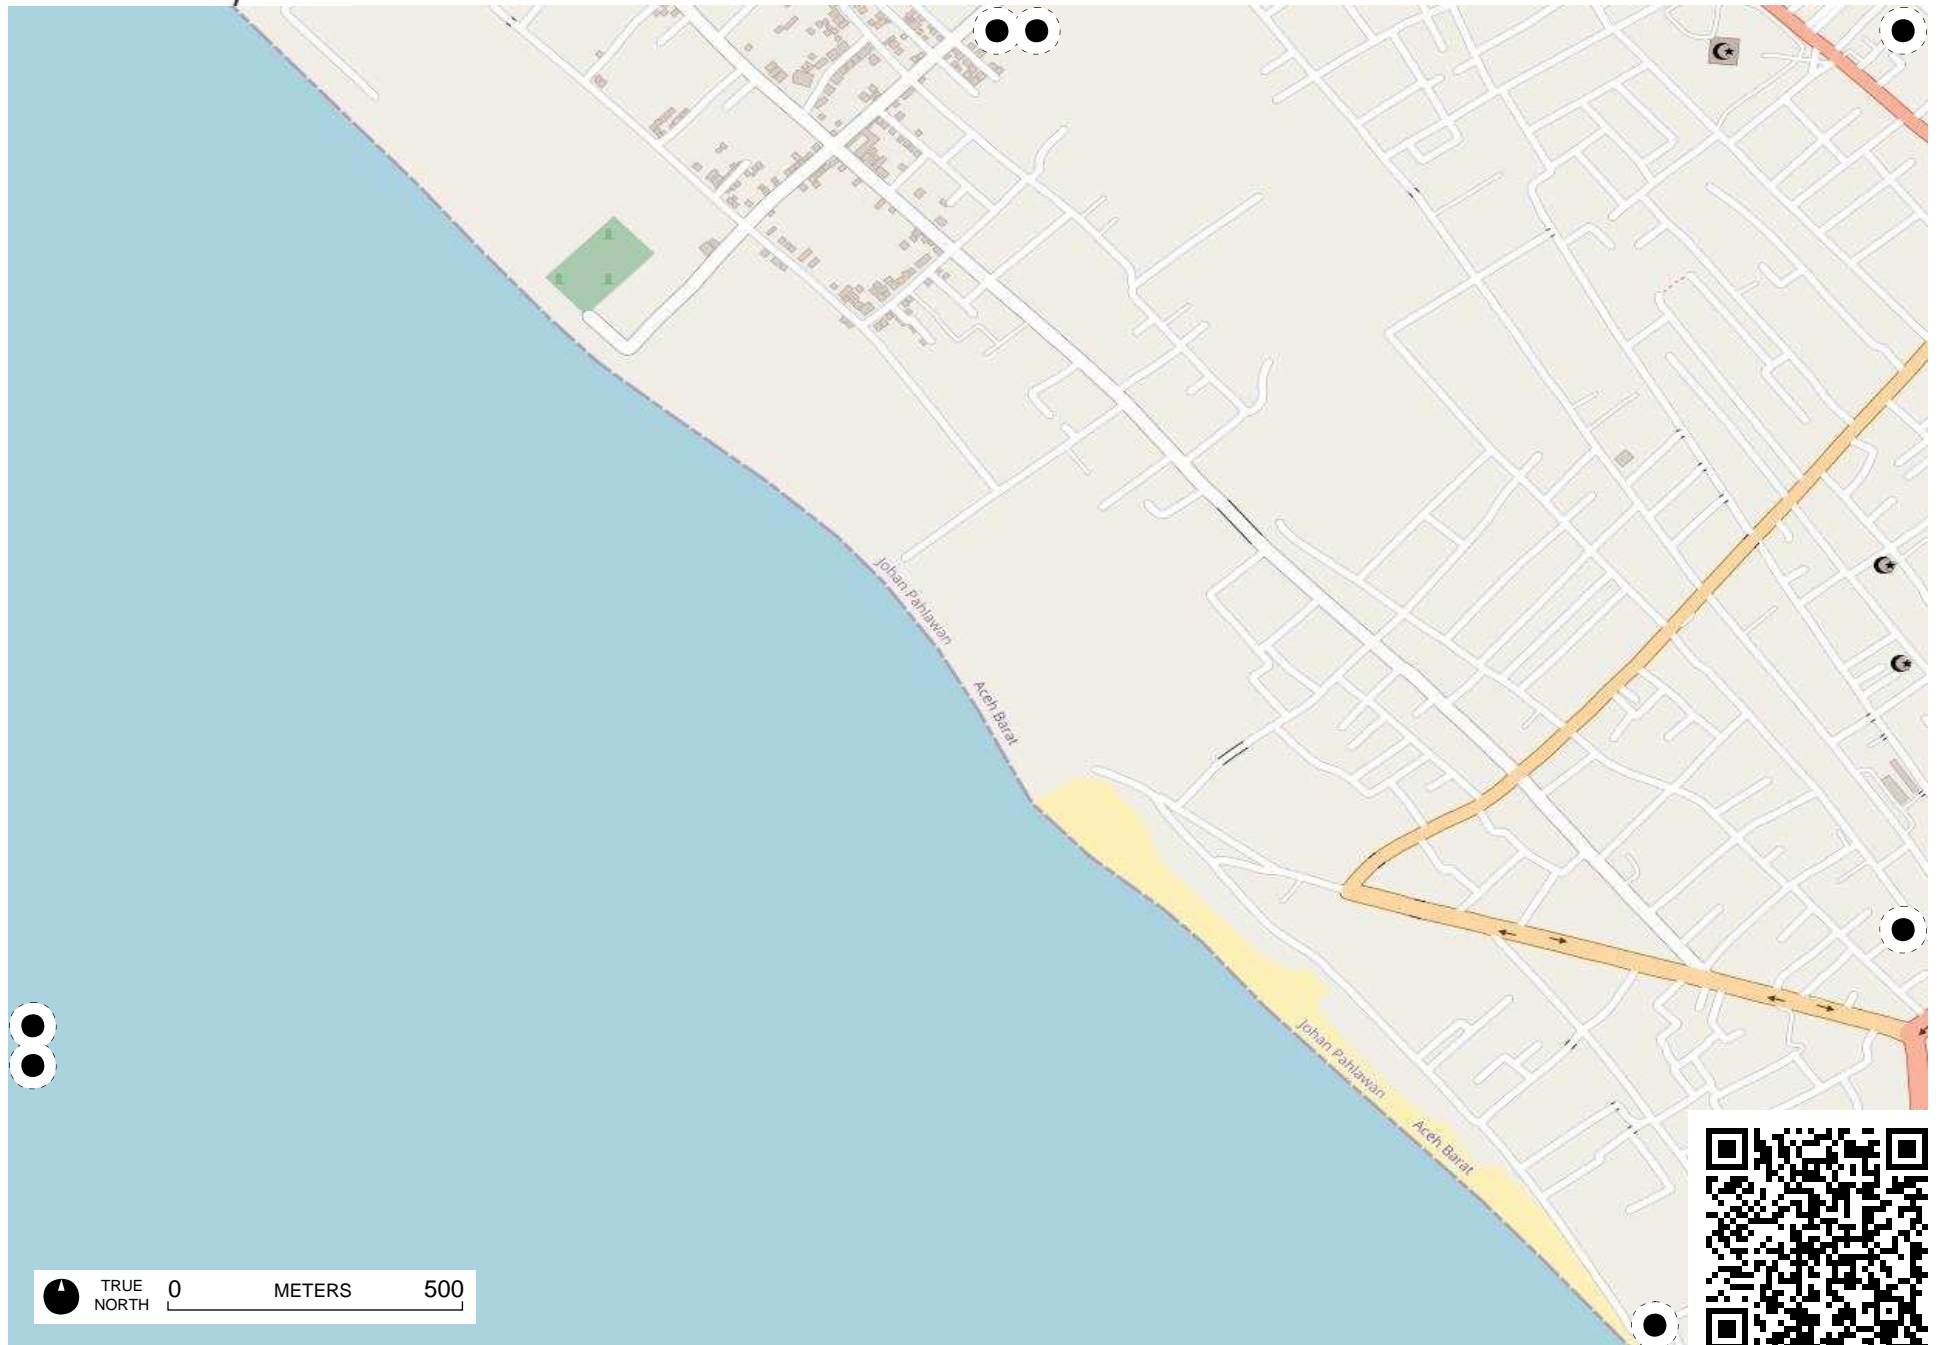 Johan Pahlawan
Aceh Barat
Johan Pahlawan
Aceh Barat
TRUE
NORTH
0 METERS 500